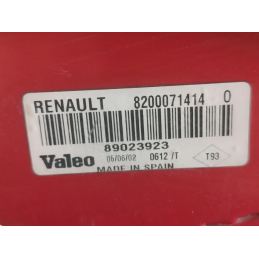 RENAULT 8200071414 0
89023923
Valeo 06/06/02 0612 /T T93
MADE IN SPAIN